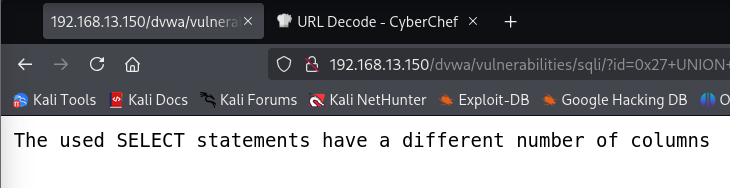 192.168.13.150/dvwa/vulnera
URL Decode - CyberChef
192.168.13.150/dvwa/vulnerabilities/sqli/?id=0x27+UNION+
Kali Tools Kali Docs Kali Forums Kali NetHunter Exploit-DB Google Hacking DB O
The used SELECT statements have a different number of columns